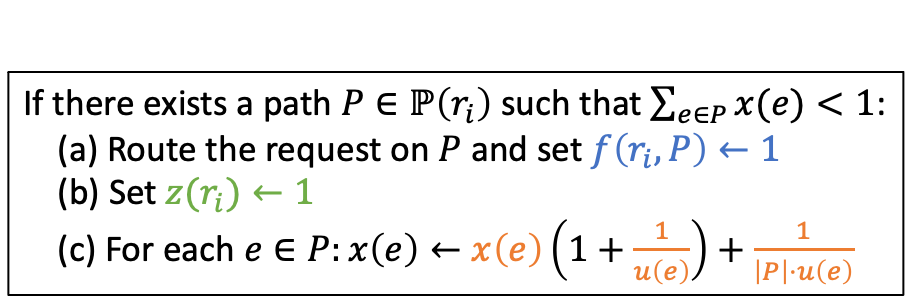 If there exists a path P ∈ ℙ(rᵢ) such that ∑ₑ∈P x(e) < 1:
(a) Route the request on P and set f(rᵢ, P) ← 1
(b) Set z(rᵢ) ← 1
(c) For each e ∈ P: x(e) ← x(e) (1 + 1/u(e)) + 1/(|P|·u(e))